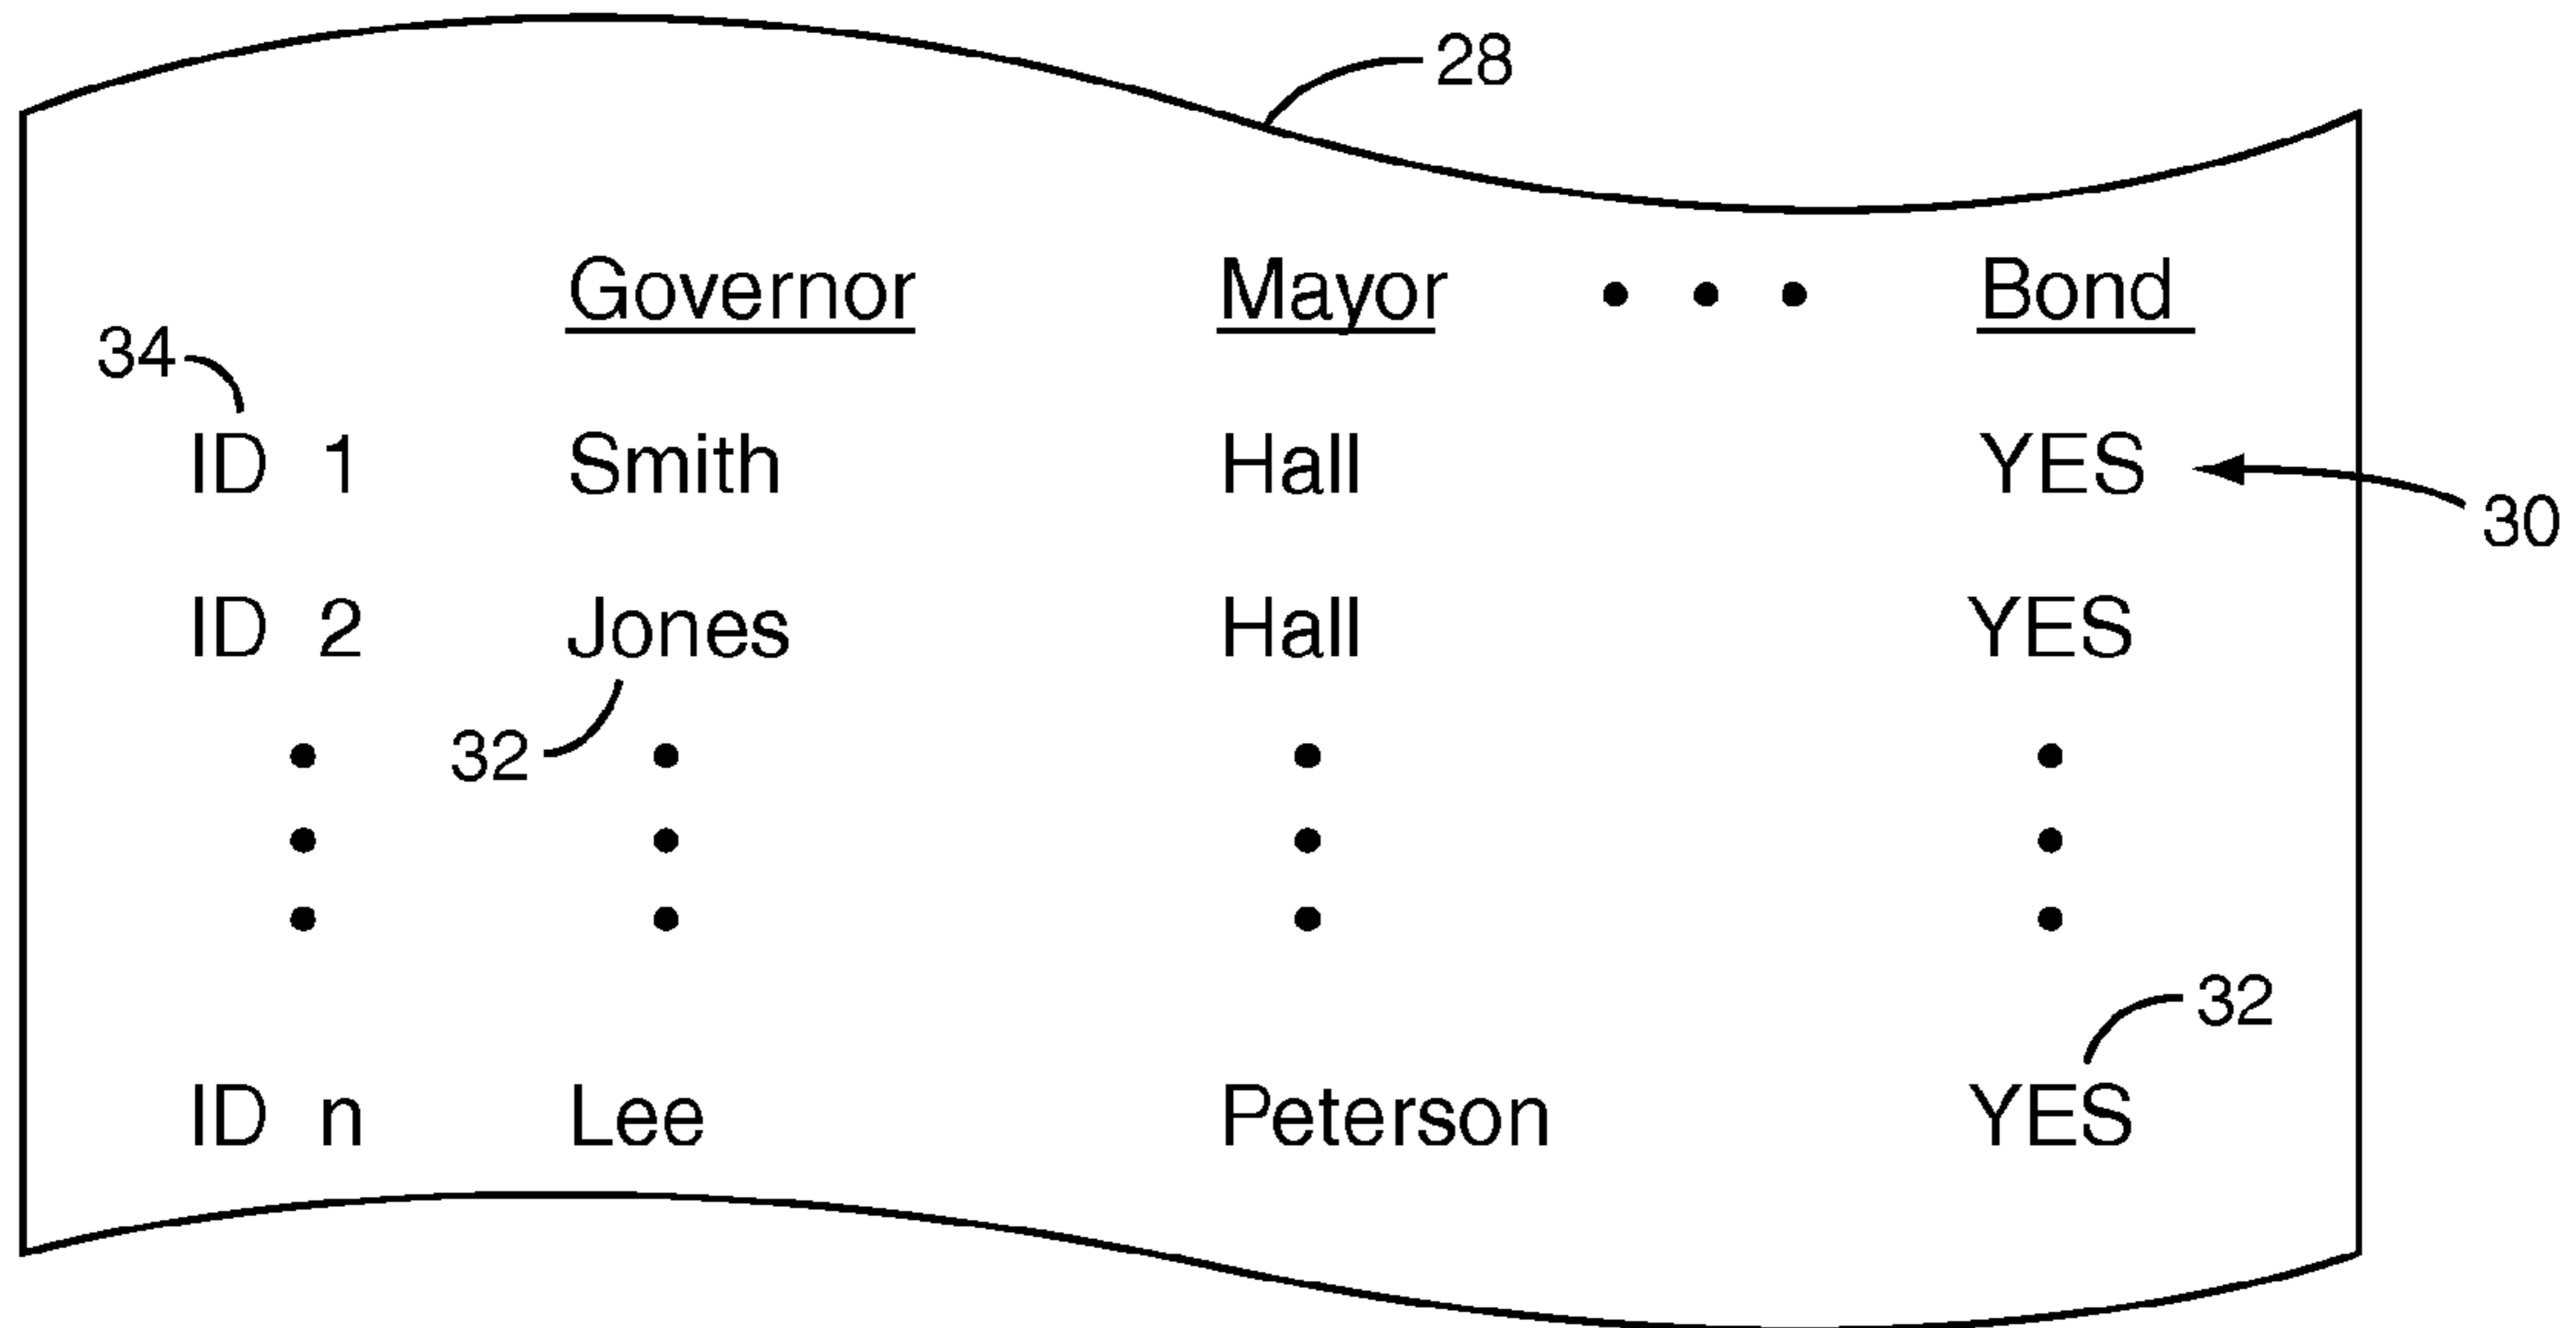 28
Governor Mayor • • • Bond
34
ID 1 Smith Hall YES
30
ID 2 Jones Hall YES
32
32
ID n Lee Peterson YES